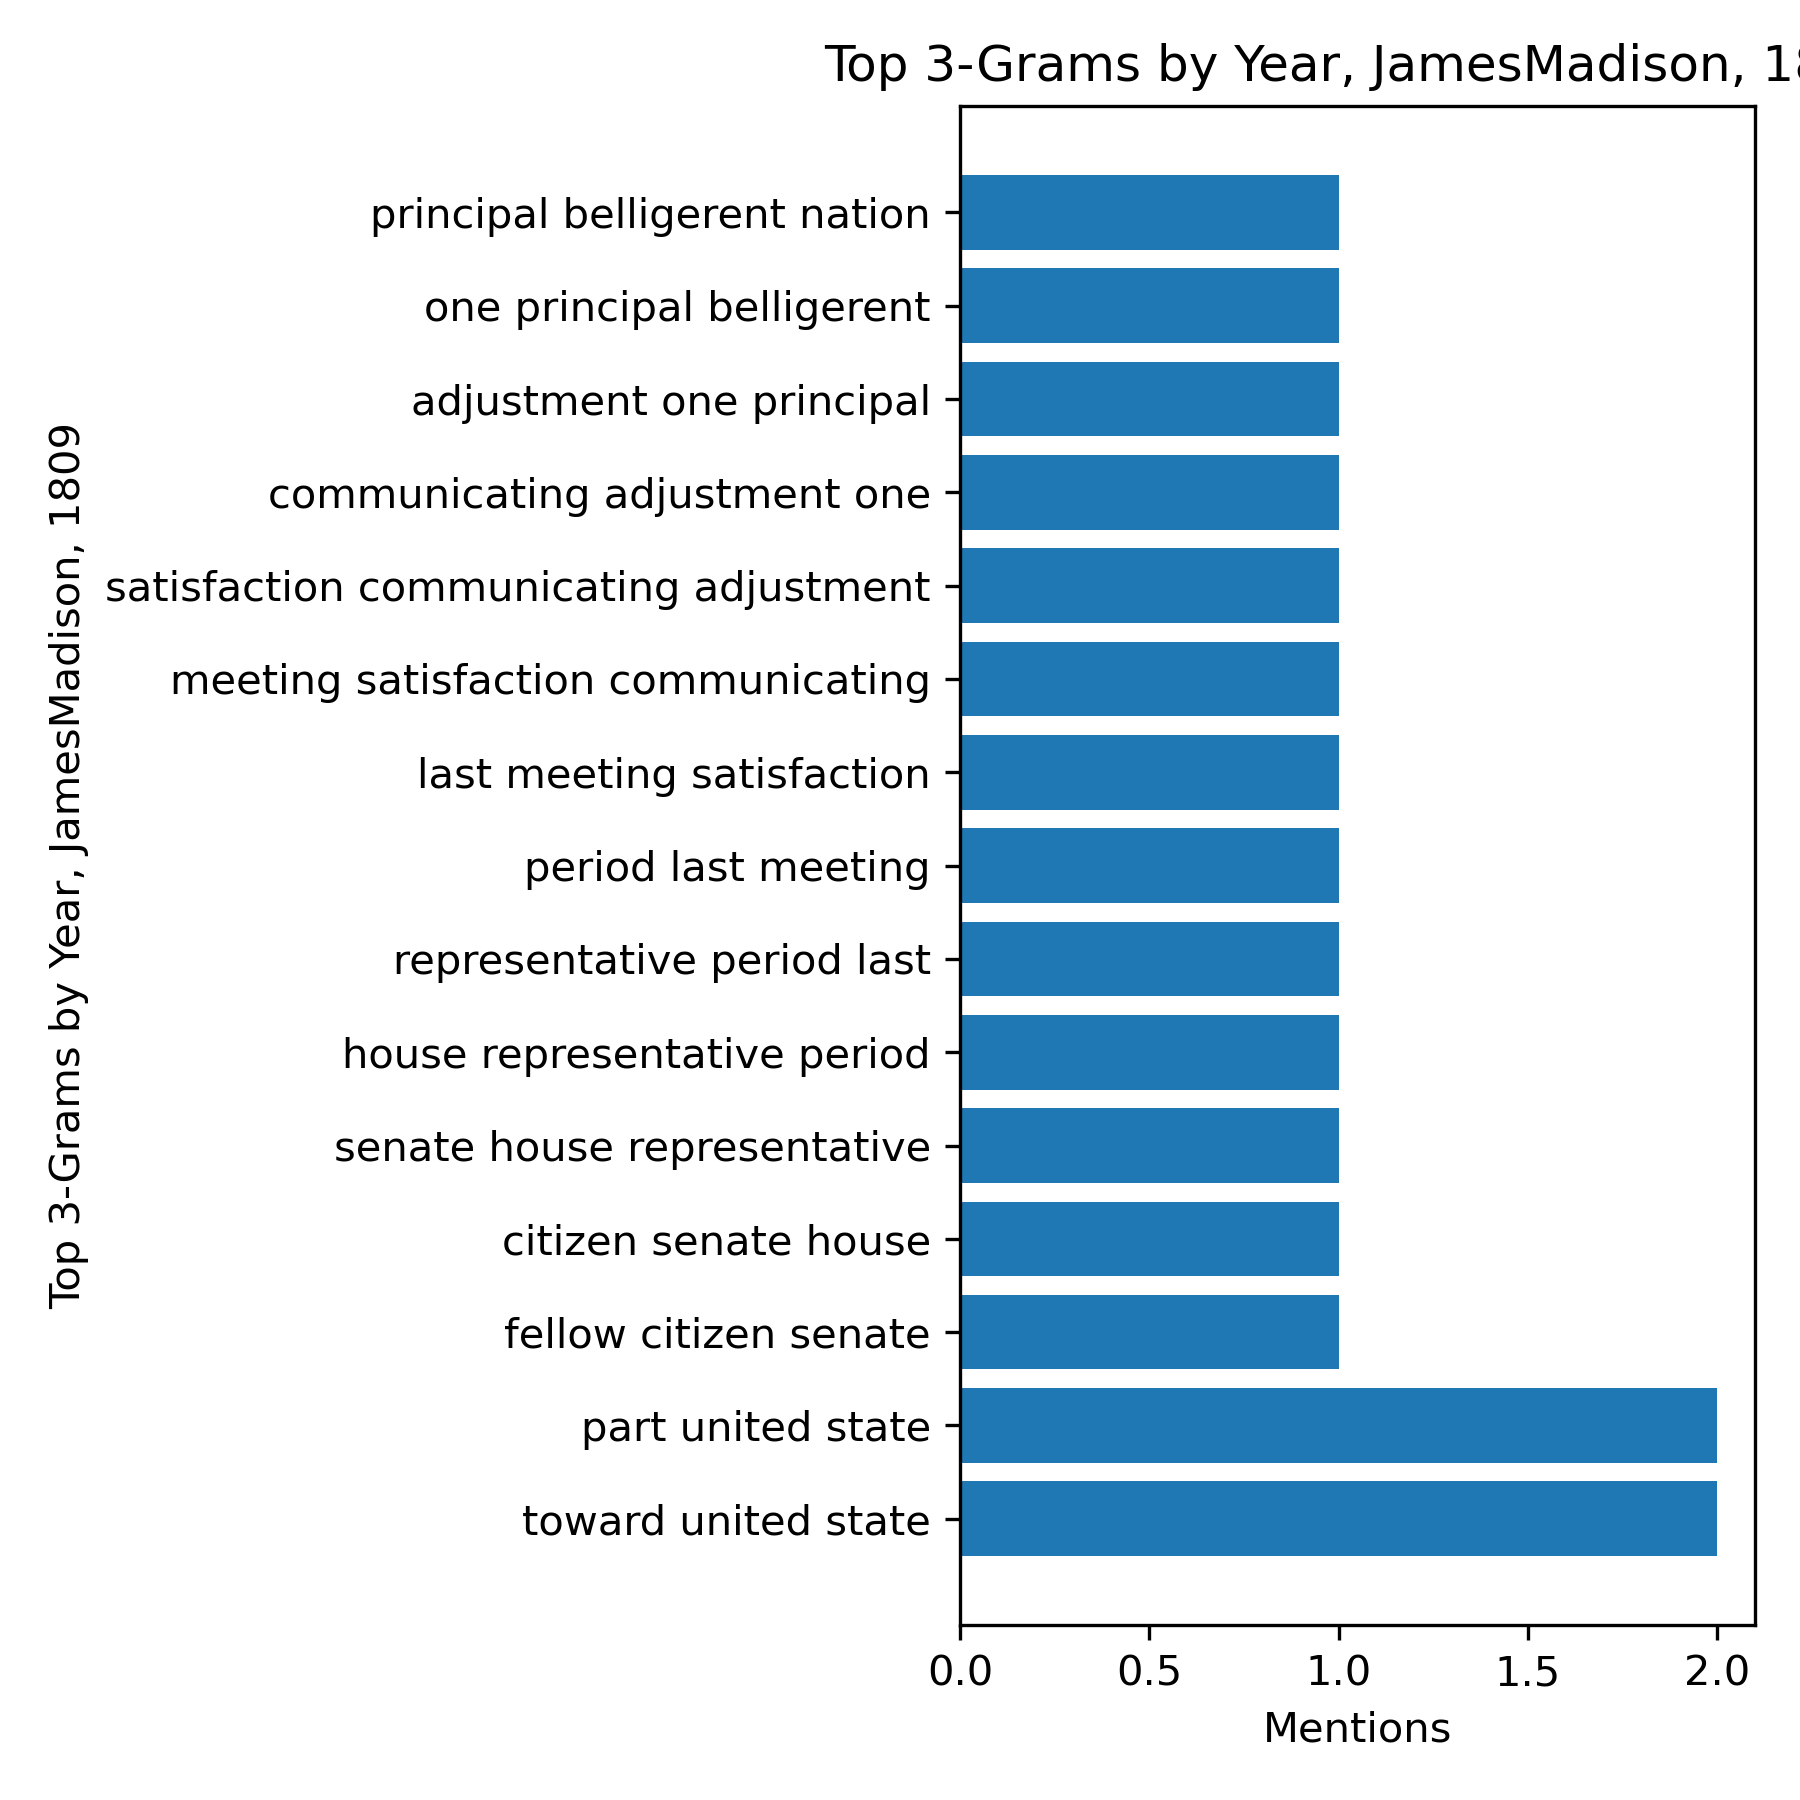 Top 3-Grams by Year, JamesMadison, 18
Top 3-Grams by Year, JamesMadison, 1809
principal belligerent nation
one principal belligerent
adjustment one principal
communicating adjustment one
satisfaction communicating adjustment
meeting satisfaction communicating
last meeting satisfaction
period last meeting
representative period last
house representative period
senate house representative
citizen senate house
fellow citizen senate
part united state
toward united state
0.0 0.5 1.0 1.5 2.0
Mentions